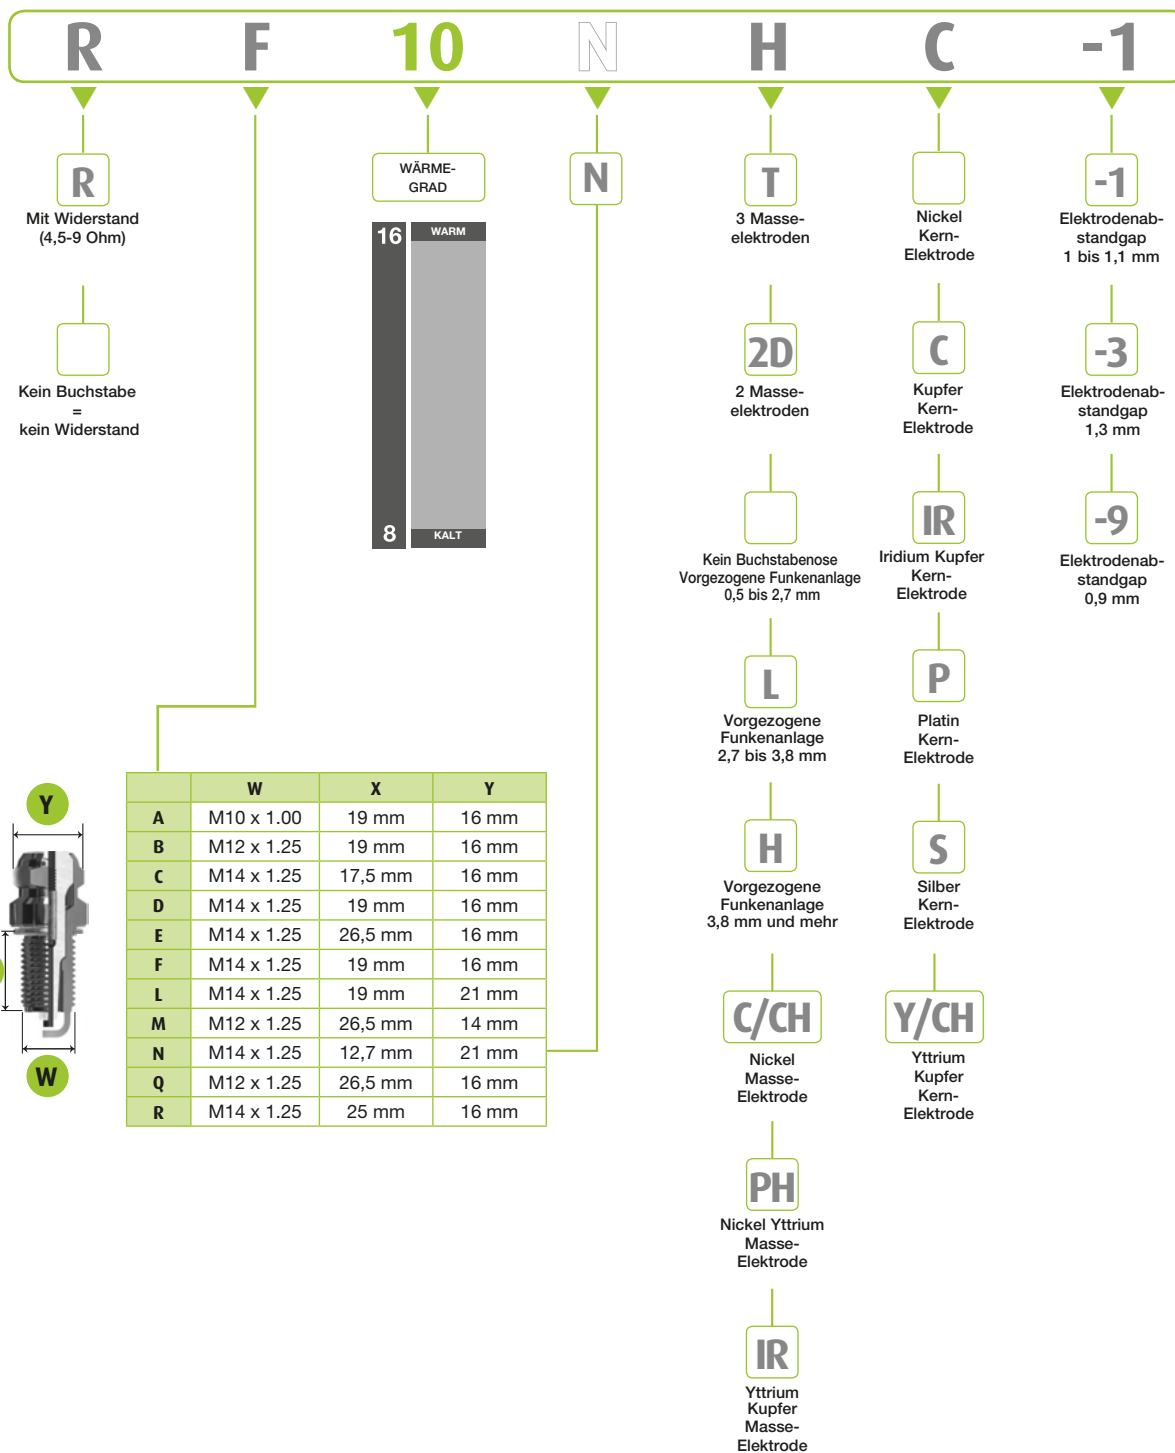 R F 10 N H C -1
R
Mit Widerstand
(4,5-9 Ohm)
Kein Buchstabe
=
kein Widerstand
WÄRME-
GRAD
16 WARM
8 KALT
N
T
3 Masse-
elektroden
2D
2 Masse-
elektroden
Kein Buchstabenose
Vorgezogene Funkenanlage
0,5 bis 2,7 mm
L
Vorgezogene
Funkenanlage
2,7 bis 3,8 mm
H
Vorgezogene
Funkenanlage
3,8 mm und mehr
C/CH
Nickel
Masse-
Elektrode
PH
Nickel Yttrium
Masse-
Elektrode
IR
Yttrium
Kupfer
Masse-
Elektrode
Nickel
Kern-
Elektrode
C
Kupfer
Kern-
Elektrode
IR
Iridium Kupfer
Kern-
Elektrode
P
Platin
Kern-
Elektrode
S
Silber
Kern-
Elektrode
Y/CH
Yttrium
Kupfer
Kern-
Elektrode
-1
Elektrodenab-
standgap
1 bis 1,1 mm
-3
Elektrodenab-
standgap
1,3 mm
-9
Elektrodenab-
standgap
0,9 mm
Y
W
W X Y
A M10 x 1.00 19 mm 16 mm
B M12 x 1.25 19 mm 16 mm
C M14 x 1.25 17,5 mm 16 mm
D M14 x 1.25 19 mm 16 mm
E M14 x 1.25 26,5 mm 16 mm
F M14 x 1.25 19 mm 16 mm
L M14 x 1.25 19 mm 21 mm
M M12 x 1.25 26,5 mm 14 mm
N M14 x 1.25 12,7 mm 21 mm
Q M12 x 1.25 26,5 mm 16 mm
R M14 x 1.25 25 mm 16 mm